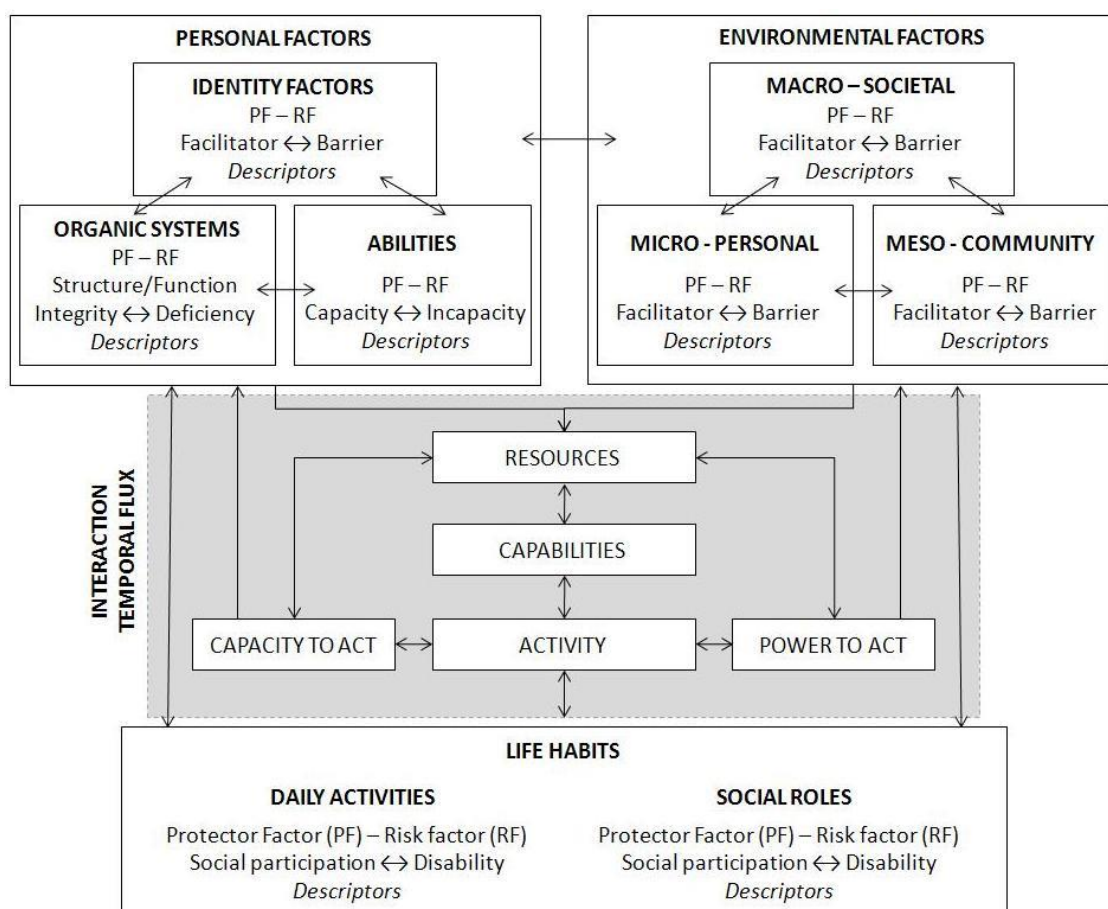 PERSONAL FACTORS
IDENTITY FACTORS
PF – RF
Facilitator ↔ Barrier
Descriptors
ORGANIC SYSTEMS
PF – RF
Structure/Function
Integrity ↔ Deficiency
Descriptors
ABILITIES
PF – RF
Capacity ↔ Incapacity
Descriptors
ENVIRONMENTAL FACTORS
MACRO – SOCIETAL
PF – RF
Facilitator ↔ Barrier
Descriptors
MICRO - PERSONAL
PF – RF
Facilitator ↔ Barrier
Descriptors
MESO - COMMUNITY
PF – RF
Facilitator ↔ Barrier
Descriptors
INTERACTION
TEMPORAL FLUX
RESOURCES
CAPABILITIES
CAPACITY TO ACT
ACTIVITY
POWER TO ACT
LIFE HABITS
DAILY ACTIVITIES
Protector Factor (PF) – Risk factor (RF)
Social participation ↔ Disability
Descriptors
SOCIAL ROLES
Protector Factor (PF) – Risk factor (RF)
Social participation ↔ Disability
Descriptors